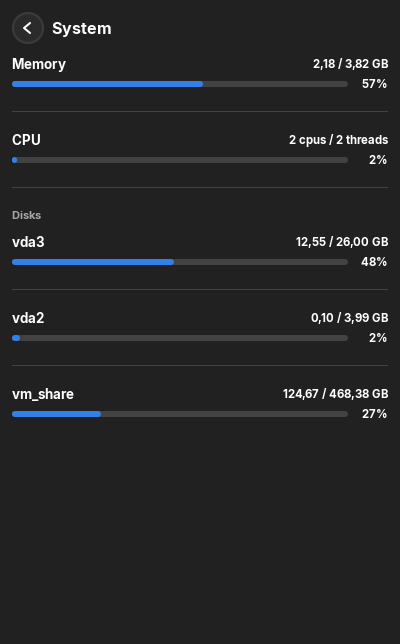 System
Memory 2,18 / 3,82 GB
57%
CPU 2 cpus / 2 threads
2%
Disks
vda3 12,55 / 26,00 GB
48%
vda2 0,10 / 3,99 GB
2%
vm_share 124,67 / 468,38 GB
27%